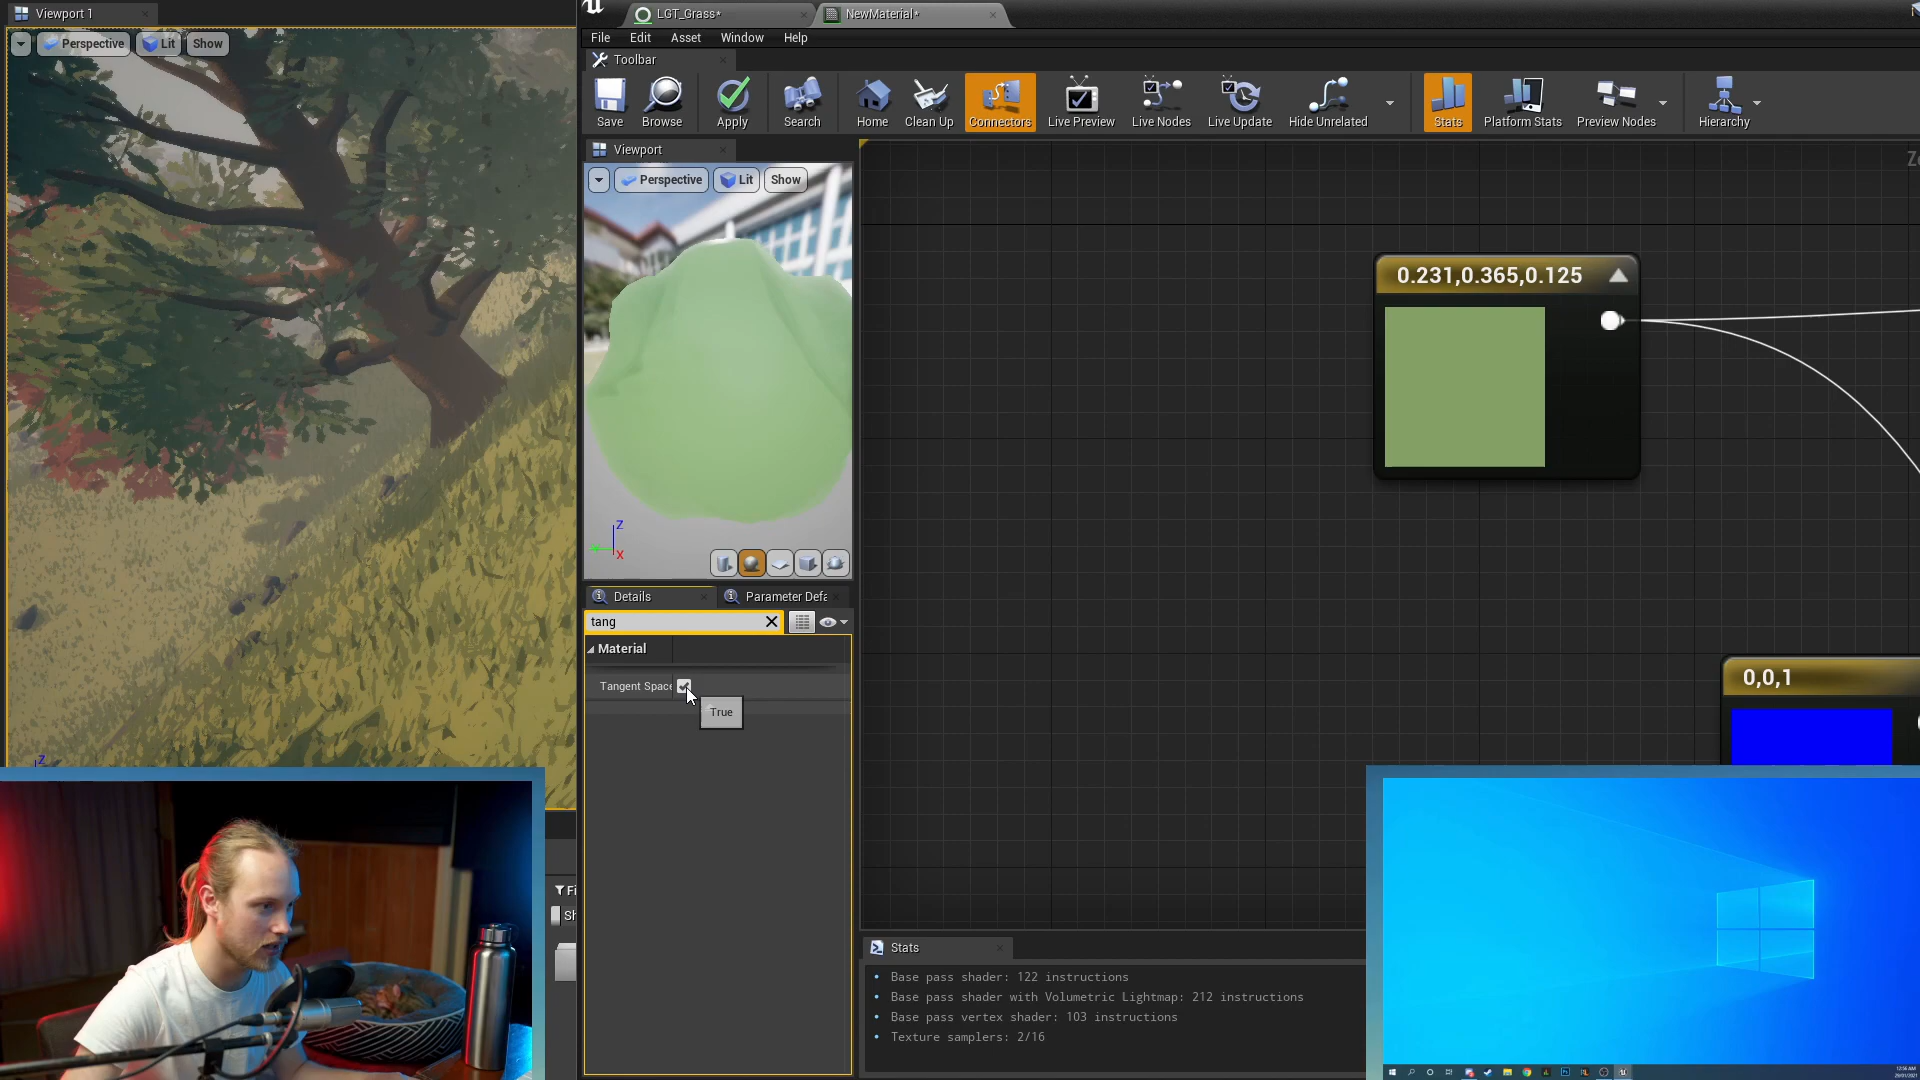 Viewport 1
Perspective
Lit
Show
LGT_Grass*
NewMaterial*
File
Edit
Asset
Window
Help
Toolbar
Save
Browse
Apply
Search
Home
Clean Up
Connectors
Live Preview
Live Nodes
Live Update
Hide Unrelated
Stats
Platform Stats
Preview Nodes
Hierarchy
Viewport
Perspective
Lit
Show
Z
X
Z
0.231,0.365,0.125
0,0,1
Details
Parameter Defa
tang
Material
Tangent Space
True
Stats
Base pass shader: 122 instructions
Base pass shader with Volumetric Lightmap: 212 instructions
Base pass vertex shader: 103 instructions
Texture samplers: 2/16